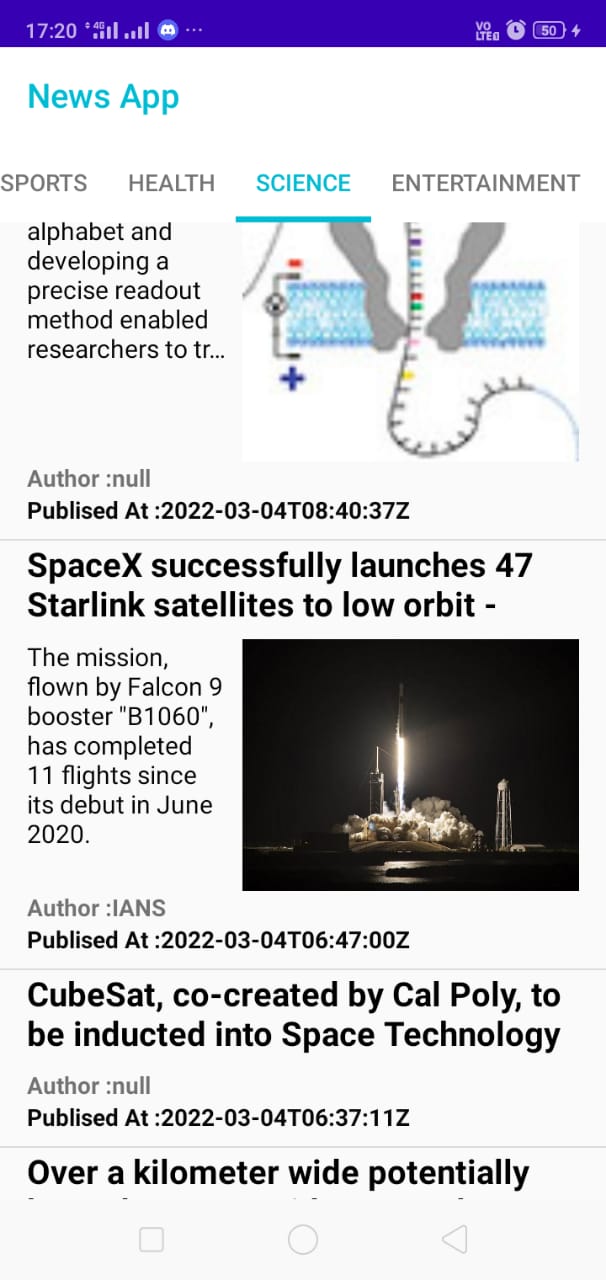 17:20 4G VO LTE 50
News App
SPORTS HEALTH SCIENCE ENTERTAINMENT
alphabet and
developing a
precise readout
method enabled
researchers to tr...
Author :null
Publised At :2022-03-04T08:40:37Z
SpaceX successfully launches 47
Starlink satellites to low orbit -
The mission,
flown by Falcon 9
booster "B1060",
has completed
11 flights since
its debut in June
2020.
Author :IANS
Publised At :2022-03-04T06:47:00Z
CubeSat, co-created by Cal Poly, to
be inducted into Space Technology
Author :null
Publised At :2022-03-04T06:37:11Z
Over a kilometer wide potentially